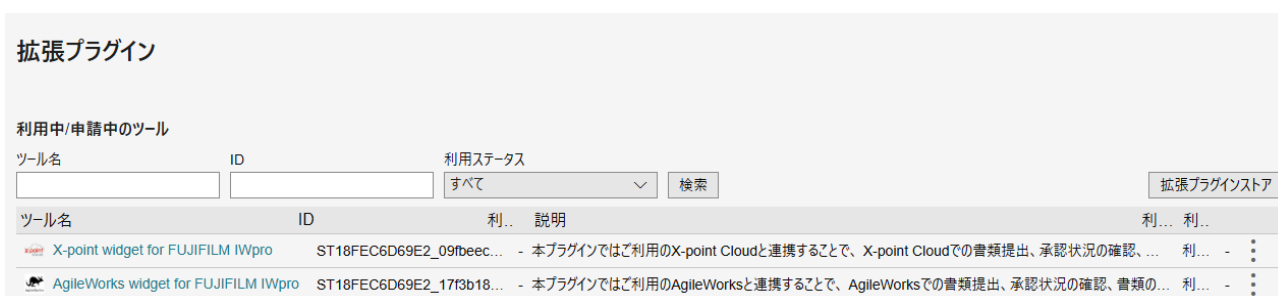 拡張プラグイン
利用中/申請中のツール
ツール名 ID 利用ステータス
すべて 検索 拡張プラグインストア
ツール名 ID 利... 説明 利... 利...
X-point widget for FUJIFILM IWpro ST18FEC6D69E2_09fbeec... - 本プラグインではご利用のX-point Cloudと連携することで、X-point Cloudでの書類提出、承認状況の確認、... 利... -
AgileWorks widget for FUJIFILM IWpro ST18FEC6D69E2_17f3b18... - 本プラグインではご利用のAgileWorksと連携することで、AgileWorksでの書類提出、承認状況の確認、書類の... 利... -